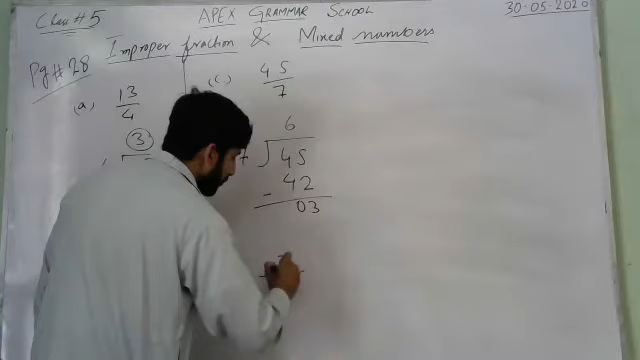 Class # 5
APEX GRAMMAR SCHOOL
30-05-2020
Improper fraction & Mixed numbers
Pg # 28
(a) 13/4
3
(c) 45/7
6
7 45
- 42
03